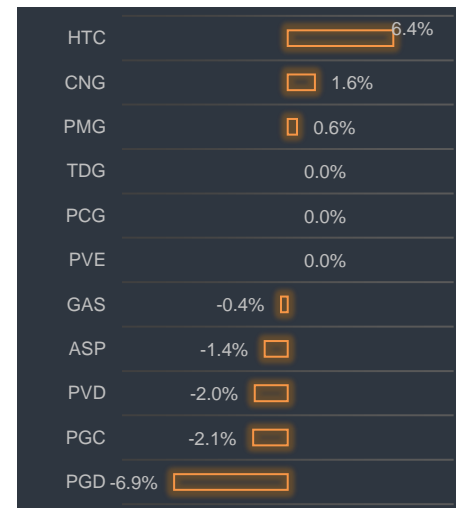 HTC 6.4%
CNG 1.6%
PMG 0.6%
TDG 0.0%
PCG 0.0%
PVE 0.0%
GAS -0.4%
ASP -1.4%
PVD -2.0%
PGC -2.1%
PGD -6.9%